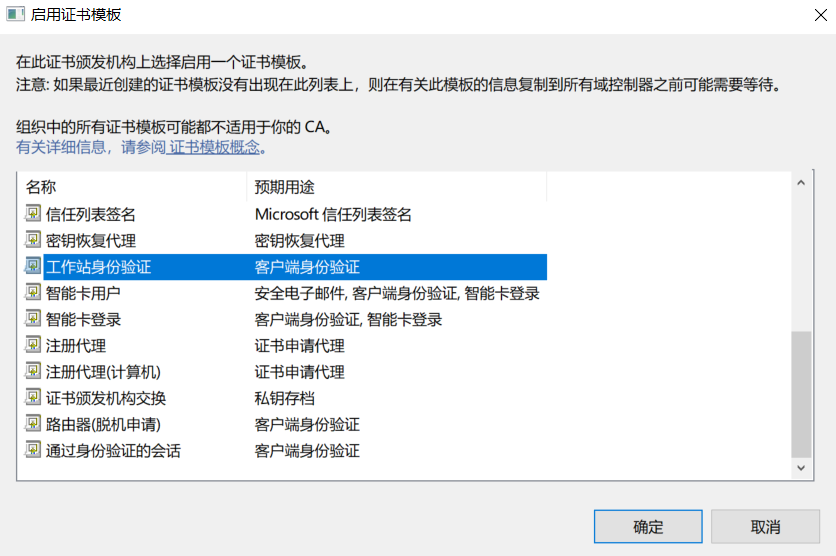 启用证书模板
在此证书颁发机构上选择启用一个证书模板。
注意: 如果最近创建的证书模板没有出现在此列表上，则在有关此模板的信息复制到所有域控制器之前可能需要等待。
组织中的所有证书模板可能都不适用于你的 CA。
有关详细信息，请参阅 证书模板概念。
名称 预期用途
信任列表签名 Microsoft 信任列表签名
密钥恢复代理 密钥恢复代理
工作站身份验证 客户端身份验证
智能卡用户 安全电子邮件, 客户端身份验证, 智能卡登录
智能卡登录 客户端身份验证, 智能卡登录
注册代理 证书申请代理
注册代理(计算机) 证书申请代理
证书颁发机构交换 私钥存档
路由器(脱机申请) 客户端身份验证
通过身份验证的会话 客户端身份验证
确定 取消